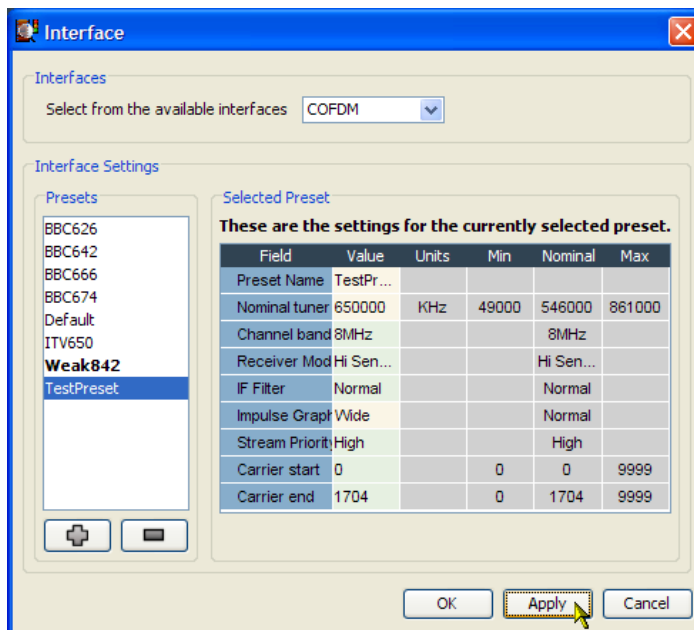 Interface
Interfaces
Select from the available interfaces COFDM
Interface Settings
Presets
BBC626
BBC642
BBC666
BBC674
Default
ITV650
Weak842
TestPreset
Selected Preset
These are the settings for the currently selected preset.
Field Value Units Min Nominal Max
Preset Name TestPr...
Nominal tuner 650000 KHz 49000 546000 861000
Channel band 8MHz 8MHz
Receiver Mod Hi Sen... Hi Sen...
IF Filter Normal Normal
Impulse Graph Wide Normal
Stream Priority High High
Carrier start 0 0 0 9999
Carrier end 1704 0 1704 9999
OK Apply Cancel